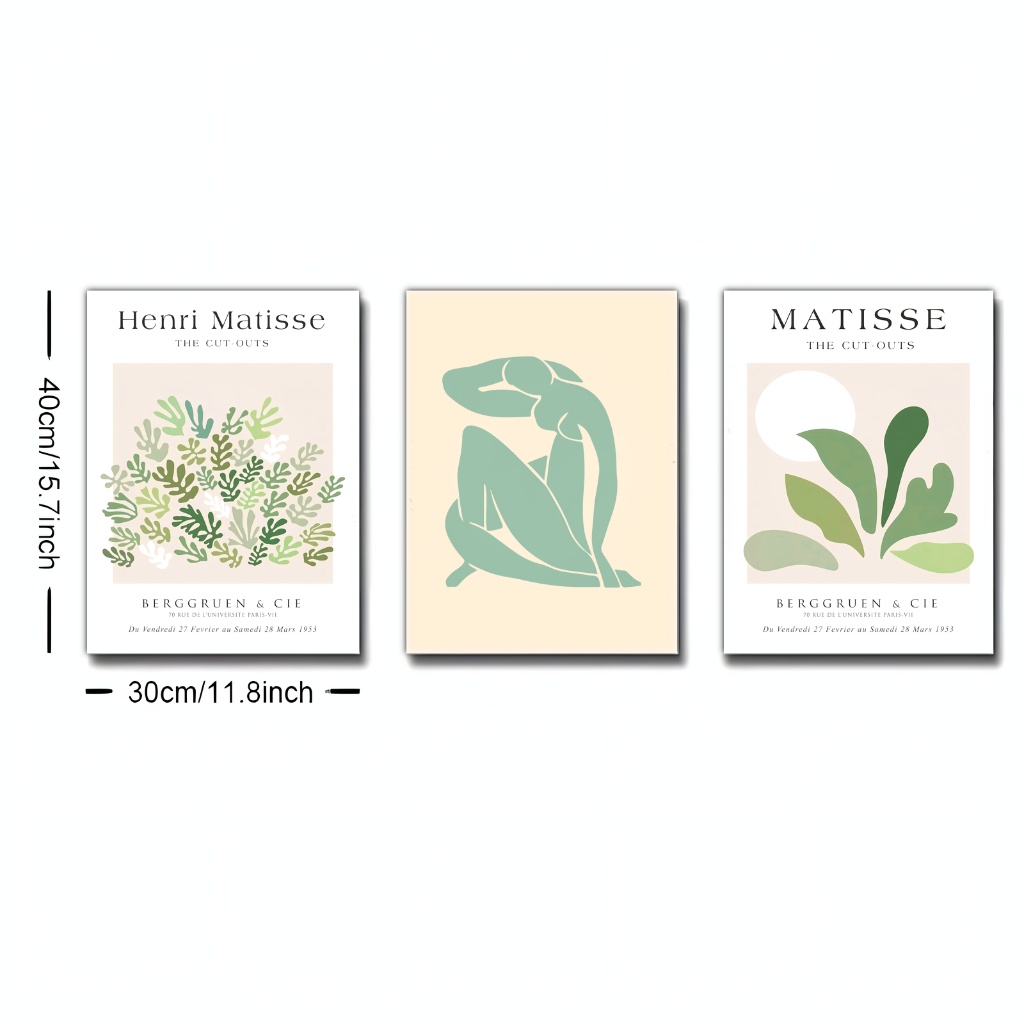 Henri Matisse
THE CUT-OUTS
BERGGRUEN & CIE
70 RUE DE L'UNIVERSITE PARIS-VIE
Du Vendredi 27 Fevrier au Samedi 28 Mars 1953
MATISSE
THE CUT-OUTS
BERGGRUEN & CIE
70 RUE DE L'UNIVERSITE PARIS-VIE
Du Vendredi 27 Fevrier au Samedi 28 Mars 1953
40cm/15.7inch
30cm/11.8inch